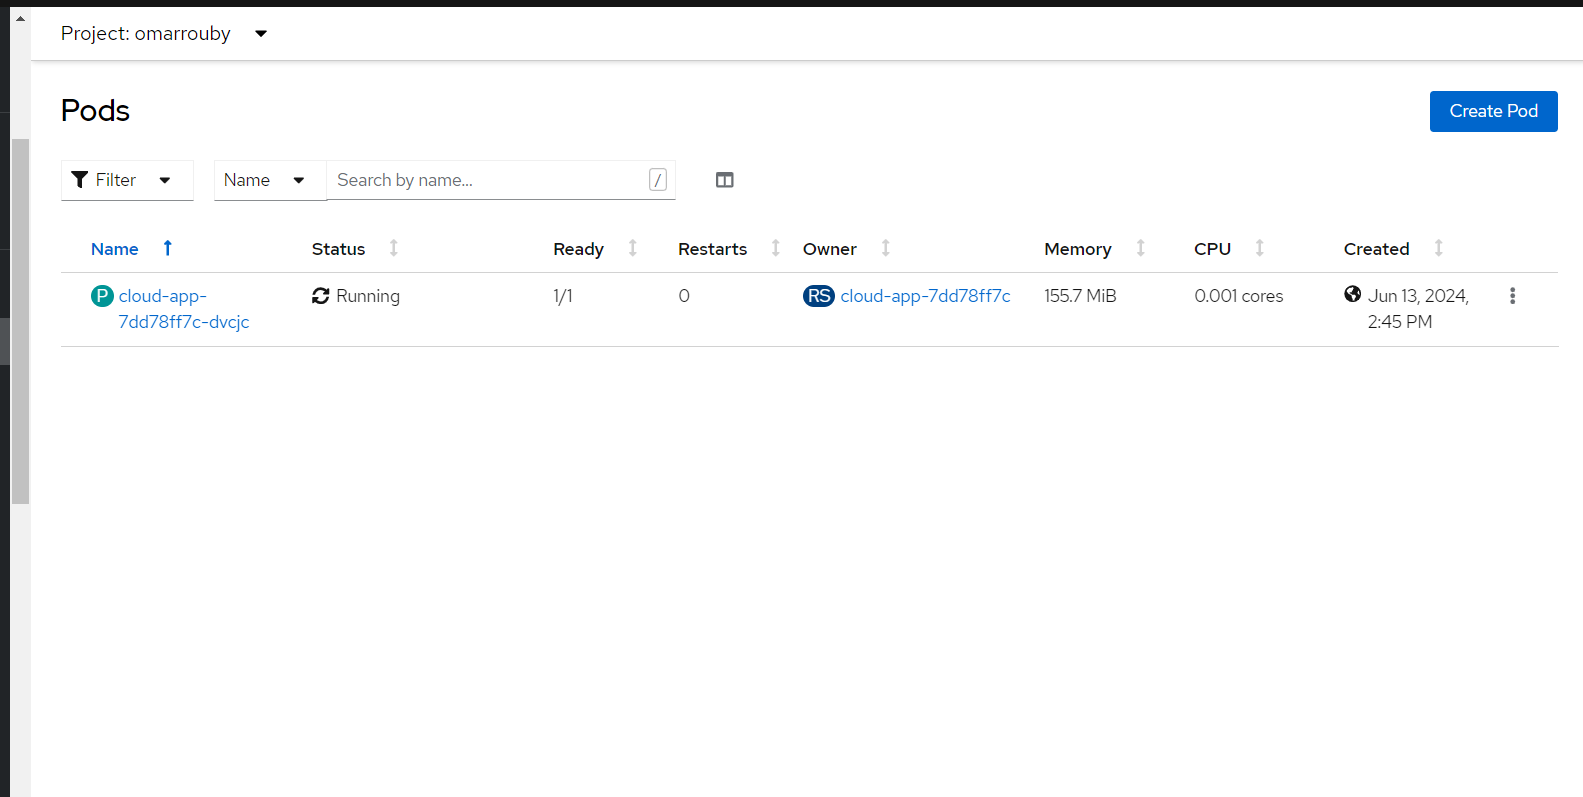 Project: omarrouby
Pods
Create Pod
Filter
Name
Search by name...
/
Name Status Ready Restarts Owner Memory CPU Created
P cloud-app- Running 1/1 0 RS cloud-app-7dd78ff7c 155.7 MiB 0.001 cores Jun 13, 2024,
7dd78ff7c-dvcjc 2:45 PM